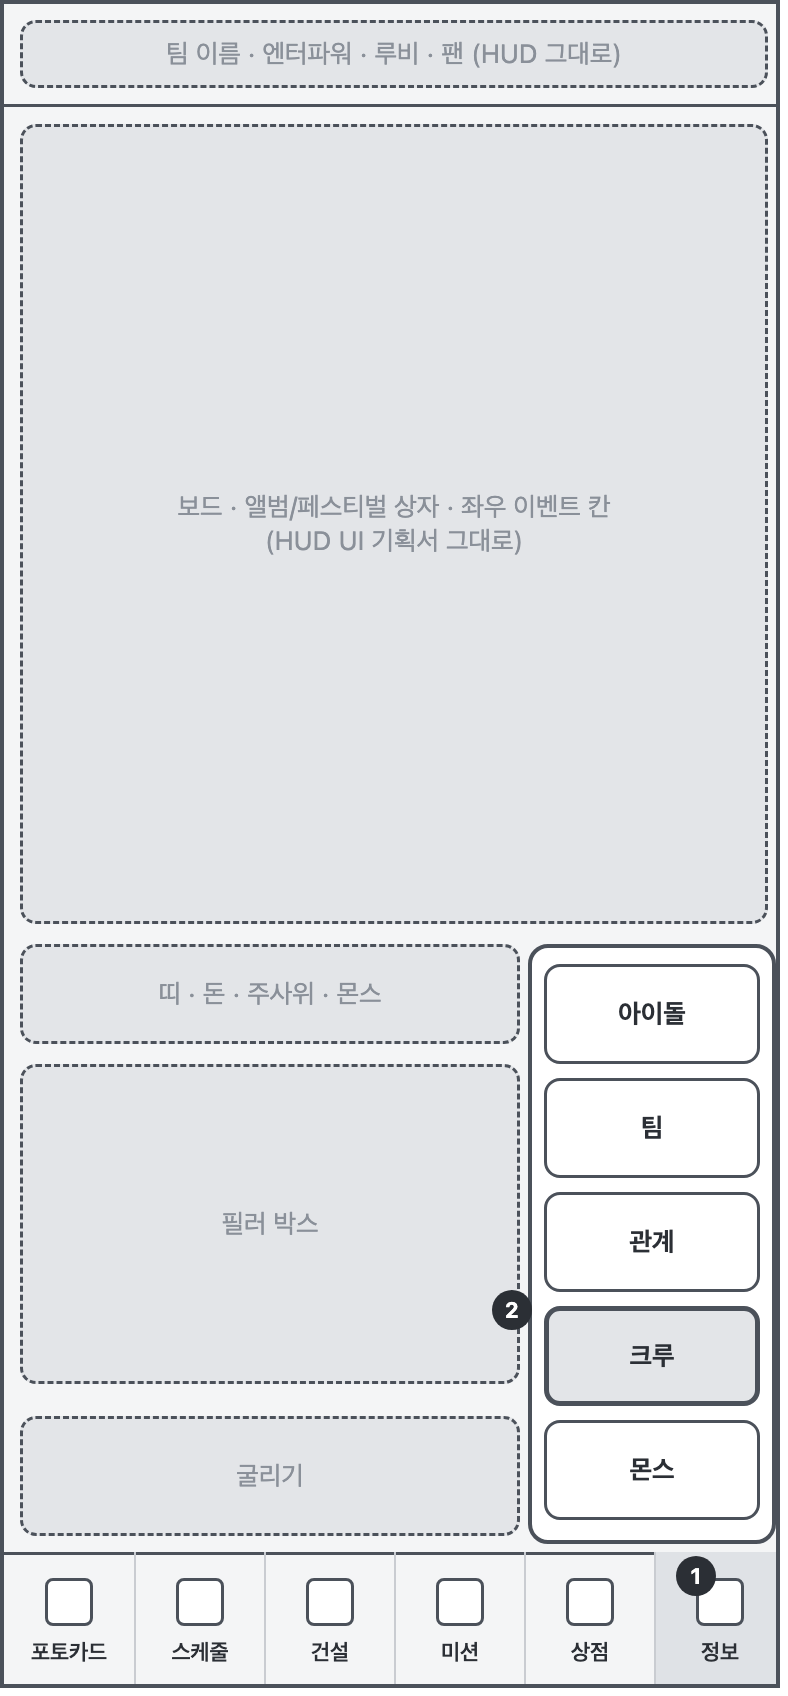 팀 이름 · 엔터파워 · 루비 · 팬 (HUD 그대로)
보드 · 앨범/페스티벌 상자 · 좌우 이벤트 칸
(HUD UI 기획서 그대로)
띠 · 돈 · 주사위 · 몬스
필러 박스
굴리기
아이돌
팀
관계
2
크루
몬스
1
포토카드
스케줄
건설
미션
상점
정보